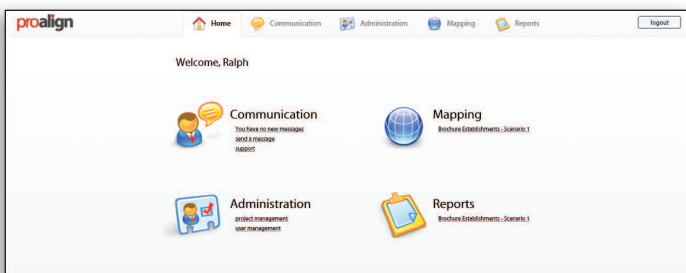 proalign
Home Communication Administration Mapping Reports logout
Welcome, Ralph
Communication
You have no new messages
send a message
support
Mapping
Brochure Establishments - Scenario 1
Administration
project management
user management
Reports
Brochure Establishments - Scenario 1